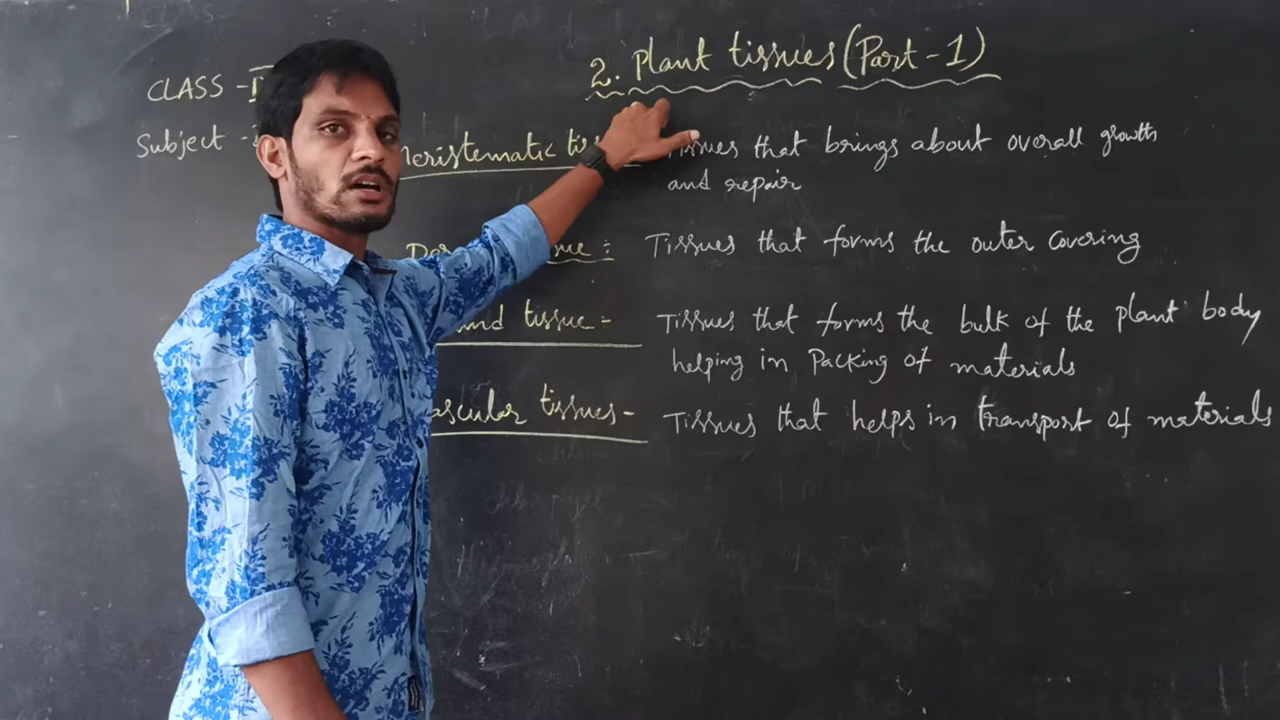 2. Plant tissues (Part - 1)
CLASS -
Subject -
Meristematic Tissues that brings about overall growth
and repair
Tissues that forms the outer covering
tissue :- Tissues that forms the bulk of the plant body
helping in Packing of materials
Vascular tissues- Tissues that helps in transport of materials